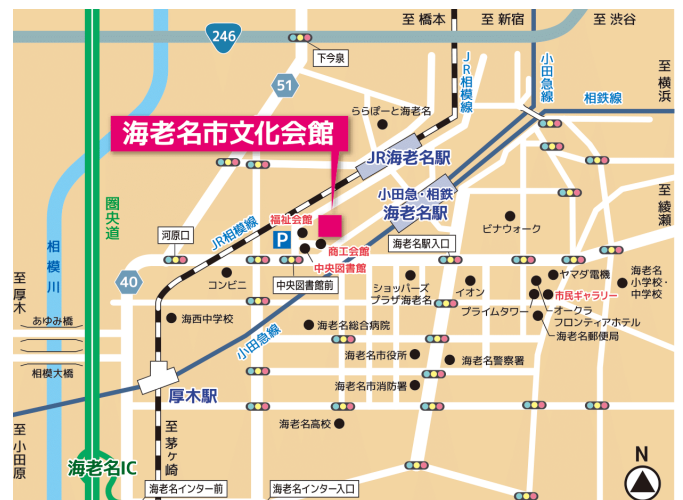 至橋本
至新宿
至渋谷
246
下今泉
JR相模線
小田急線
至横浜
51
相鉄線
ららぽーと海老名
海老名市文化会館
JR海老名駅
小田急・相鉄
海老名駅
至綾瀬
圏央道
福祉会館
ビナウォーク
河原口
JR相模線
P
商工会館
海老名駅入口
相模川
中央図書館
至厚木
40
コンビニ
中央図書館前
ショッパーズ
プラザ海老名
イオン
ヤマダ電機
海老名
小学校・
中学校
市民ギャラリー
プライムタワー
オークラ
フロンティアホテル
海老名郵便局
あゆみ橋
海西中学校
海老名総合病院
小田急線
相模大橋
海老名市役所
海老名警察署
厚木駅
海老名市消防署
至小田原
至茅ヶ崎
海老名高校
海老名IC
N
海老名インター前
海老名インター入口